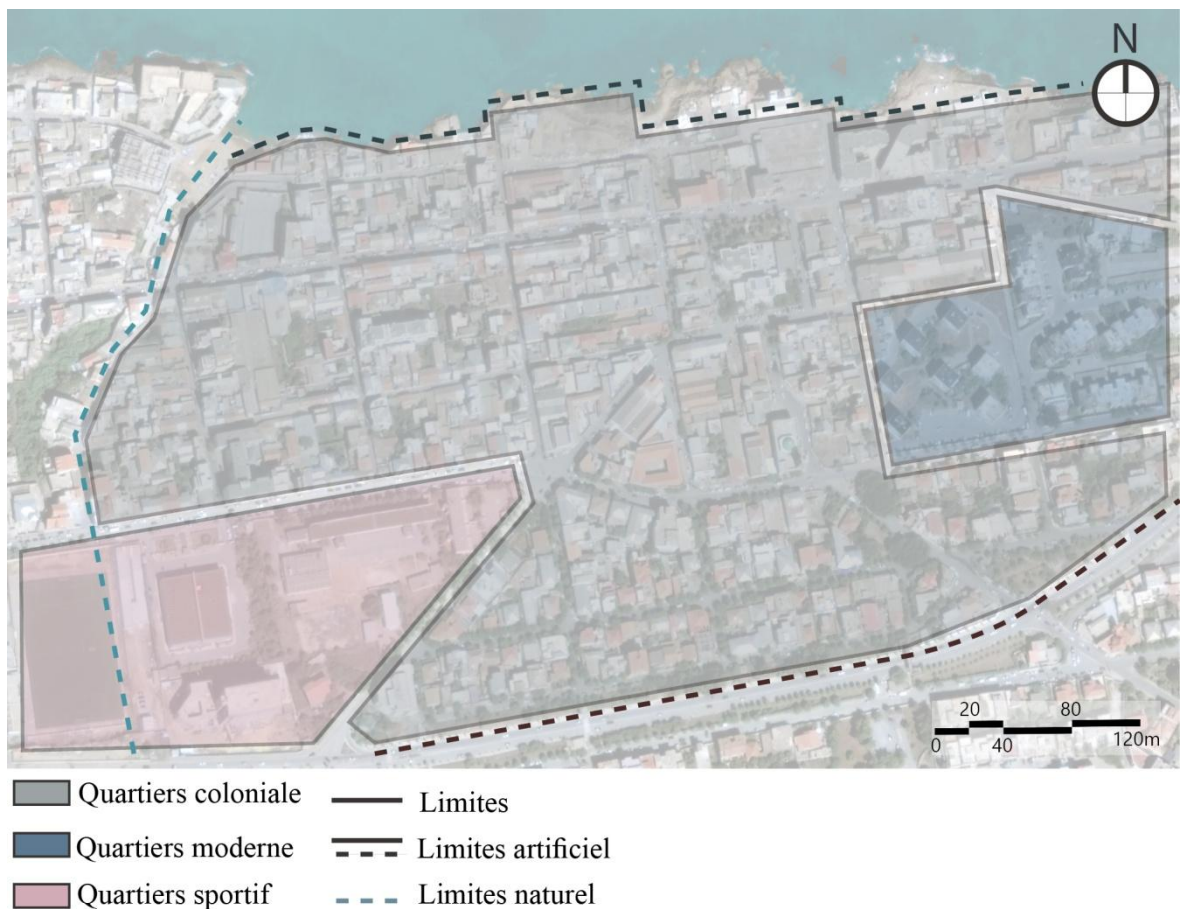 N
20 80
0 40 120m
Quartiers coloniale
Limites
Quartiers moderne
Limites artificiel
Quartiers sportif
Limites naturel